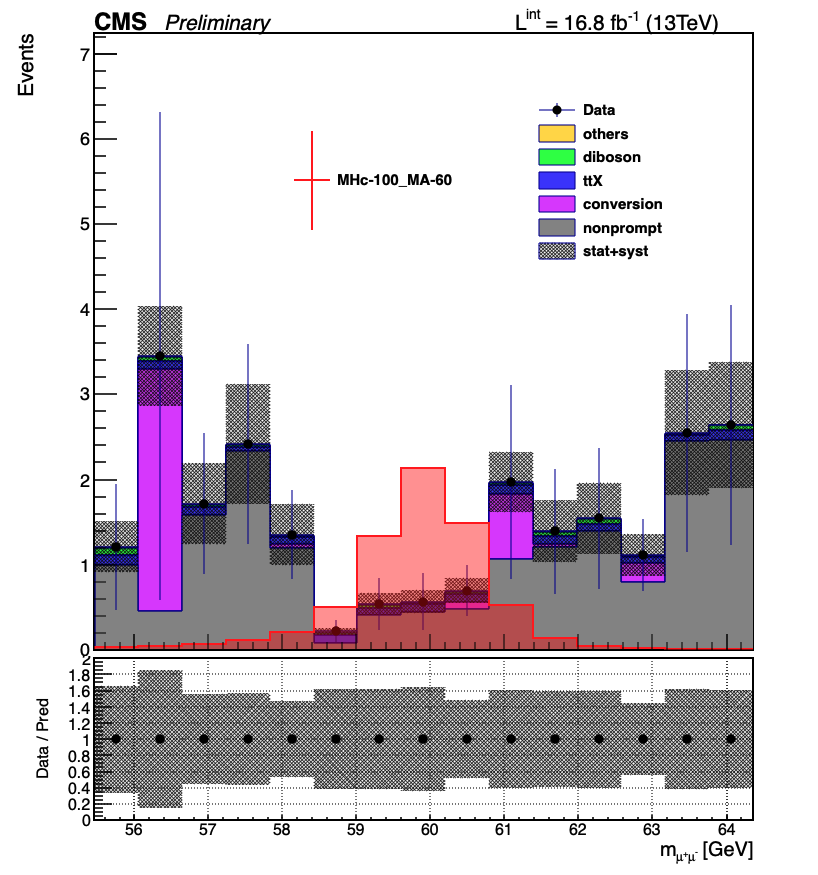 CMS Preliminary L^int = 16.8 fb⁻¹ (13TeV)
Events
7
6
5
4
3
2
1
0
Data
others
diboson
ttX
conversion
nonprompt
stat+syst
MHc-100_MA-60
Data / Pred
2
1.8
1.6
1.4
1.2
1
0.8
0.6
0.4
0.2
0
56 57 58 59 60 61 62 63 64
m_μ⁺μ⁻ [GeV]